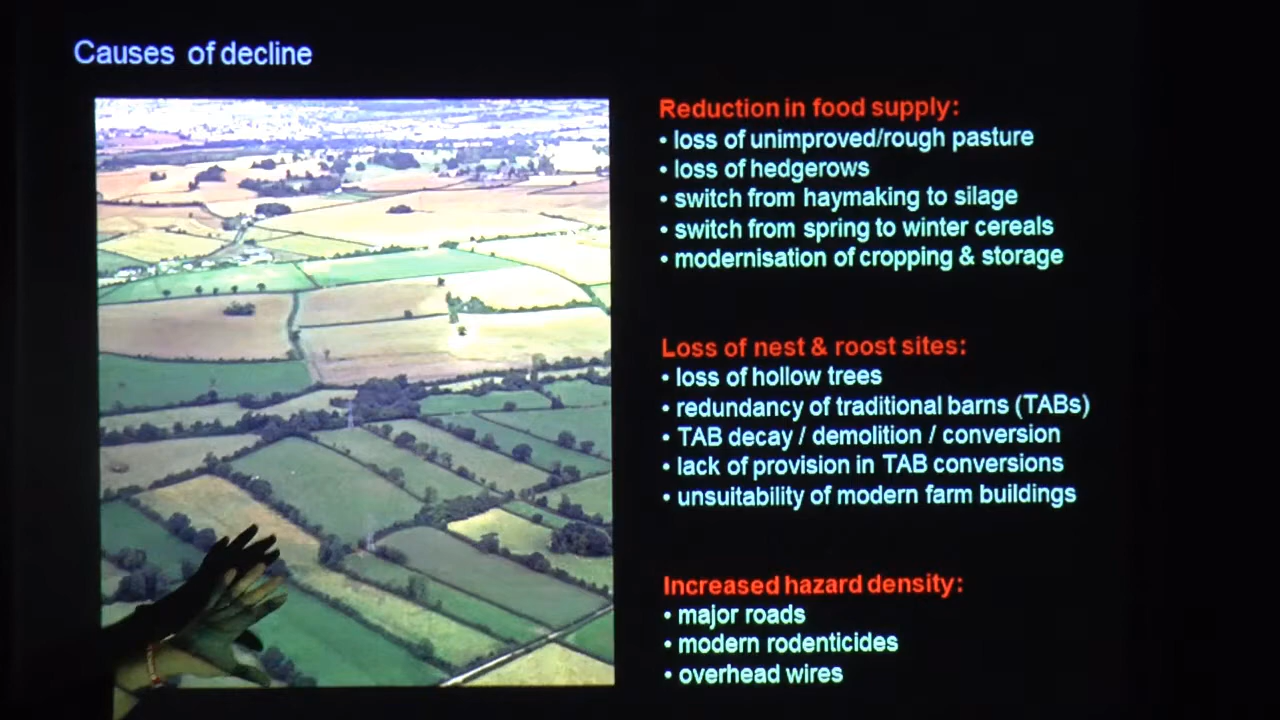 Causes of decline
Reduction in food supply:
• loss of unimproved/rough pasture
• loss of hedgerows
• switch from haymaking to silage
• switch from spring to winter cereals
• modernisation of cropping & storage
Loss of nest & roost sites:
• loss of hollow trees
• redundancy of traditional barns (TABs)
• TAB decay / demolition / conversion
• lack of provision in TAB conversions
• unsuitability of modern farm buildings
Increased hazard density:
• major roads
• modern rodenticides
• overhead wires